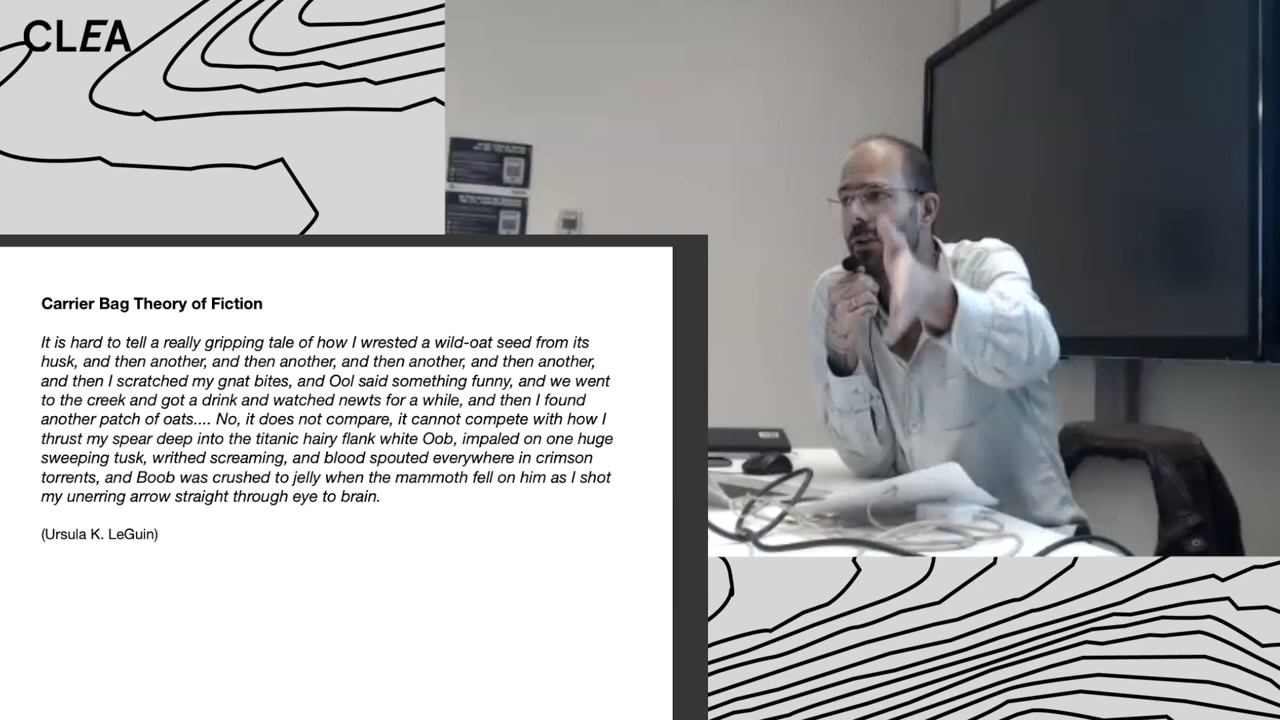 CLEA
Carrier Bag Theory of Fiction
It is hard to tell a really gripping tale of how I wrested a wild-oat seed from its
husk, and then another, and then another, and then another, and then another,
and then I scratched my gnat bites, and Ool said something funny, and we went
to the creek and got a drink and watched newts for a while, and then I found
another patch of oats.... No, it does not compare, it cannot compete with how I
thrust my spear deep into the titanic hairy flank white Oob, impaled on one huge
sweeping tusk, writhed screaming, and blood spouted everywhere in crimson
torrents, and Boob was crushed to jelly when the mammoth fell on him as I shot
my unerring arrow straight through eye to brain.
(Ursula K. LeGuin)